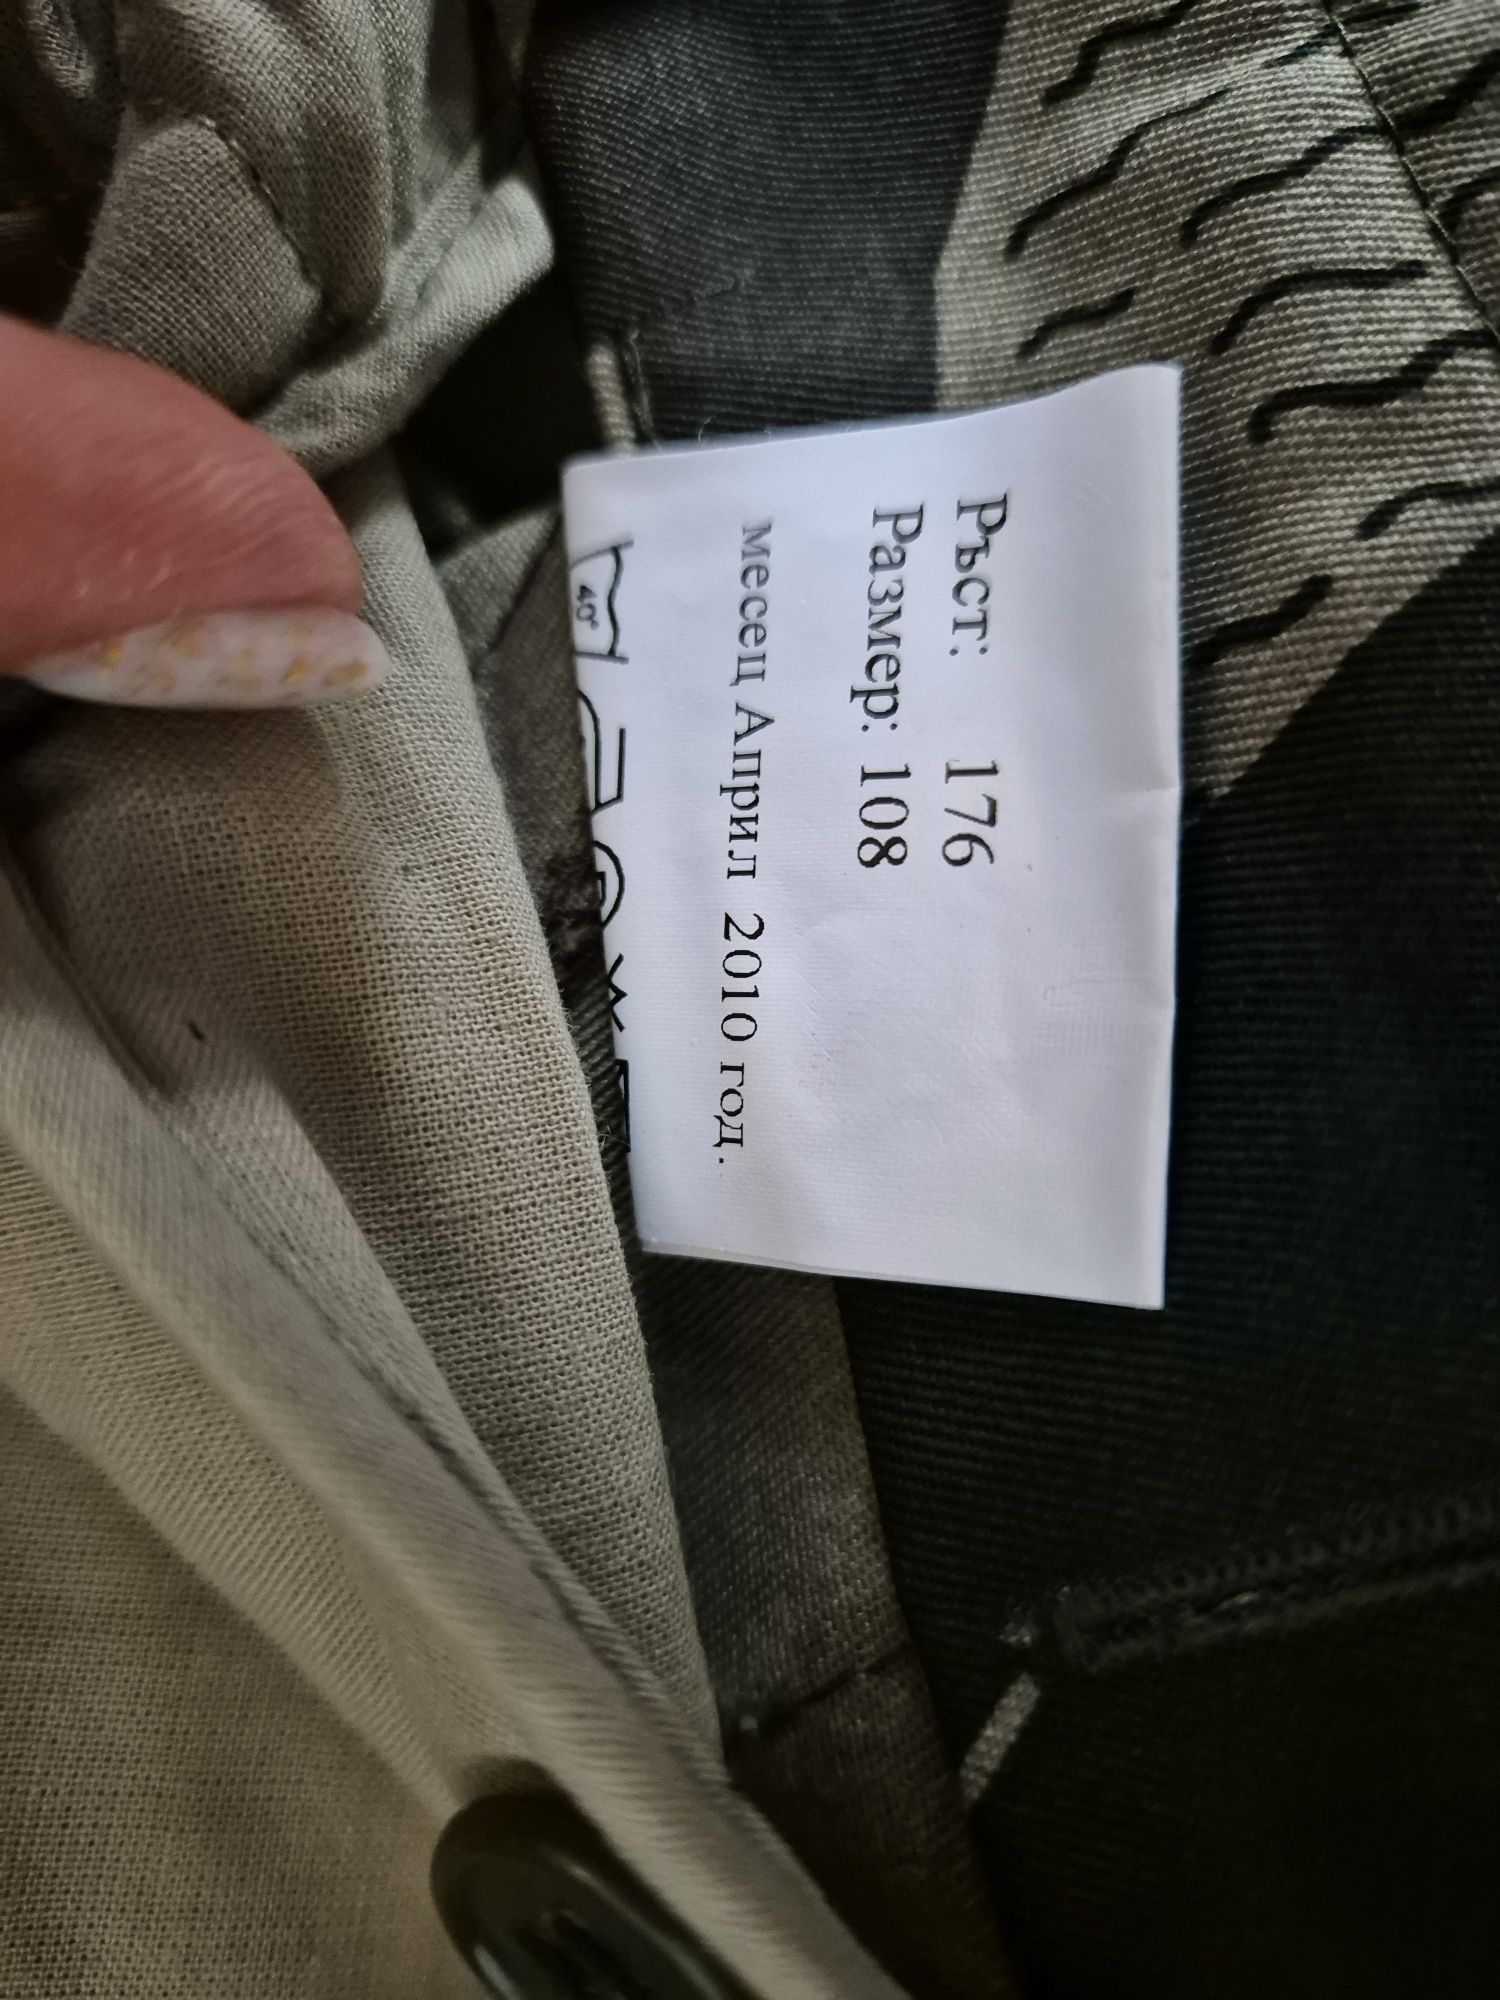 Ръст: 176
Размер: 108
месец Април 2010 год.
40°